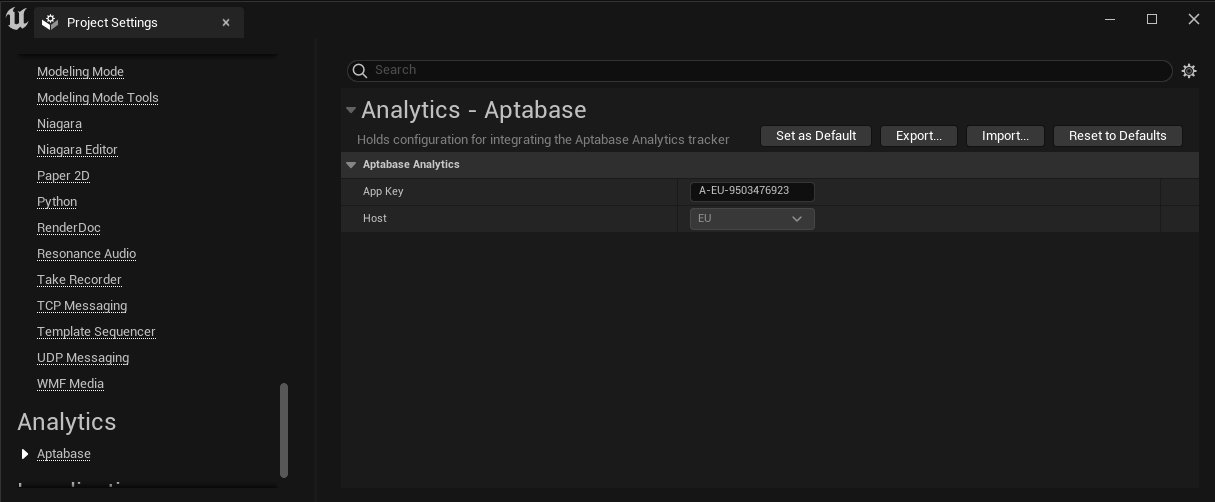 Project Settings
Modeling Mode
Modeling Mode Tools
Niagara
Niagara Editor
Paper 2D
Python
RenderDoc
Resonance Audio
Take Recorder
TCP Messaging
Template Sequencer
UDP Messaging
WMF Media
Analytics
Aptabase
Search
Analytics - Aptabase
Holds configuration for integrating the Aptabase Analytics tracker
Set as Default
Export...
Import...
Reset to Defaults
Aptabase Analytics
App Key
A-EU-9503476923
Host
EU